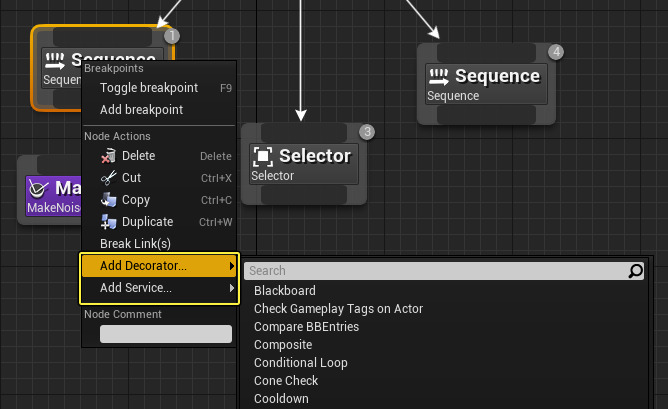 1
Sequence
Sequen
4
Sequence
Sequence
3
Selector
Selector
Ma
MakeNois
Breakpoints
Toggle breakpoint F9
Add breakpoint
Node Actions
Delete Delete
Cut Ctrl+X
Copy Ctrl+C
Duplicate Ctrl+W
Break Link(s)
Add Decorator...
Add Service...
Node Comment
Search
Blackboard
Check Gameplay Tags on Actor
Compare BBEntries
Composite
Conditional Loop
Cone Check
Cooldown